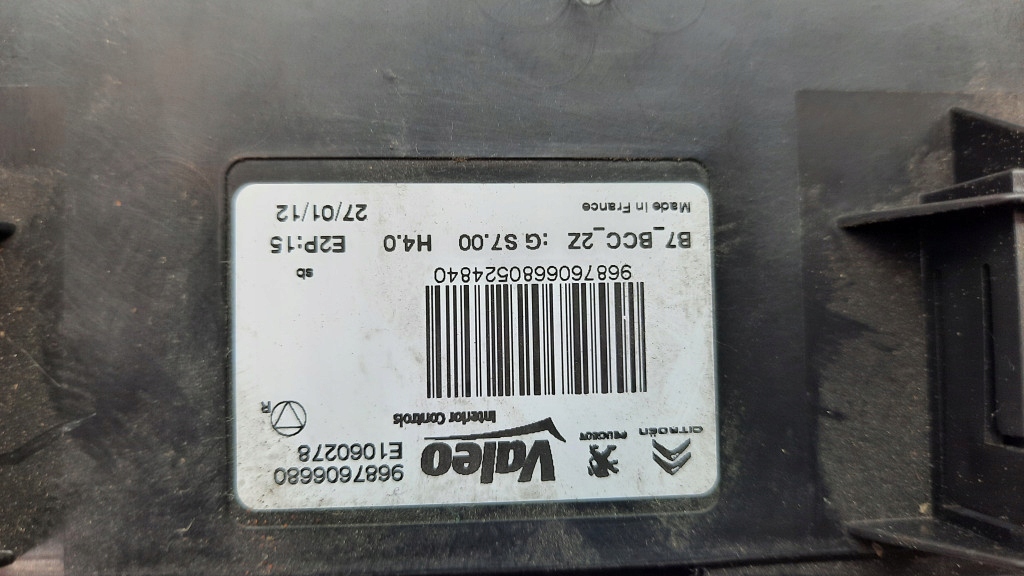 CITROËN PEUGEOT Valeo 9687606680
Interior Controls E1060278
R
9687606680524840
sb
B7_BCC_2Z :G S7.00 H4.0 E2P:15
Made in France 27/01/12